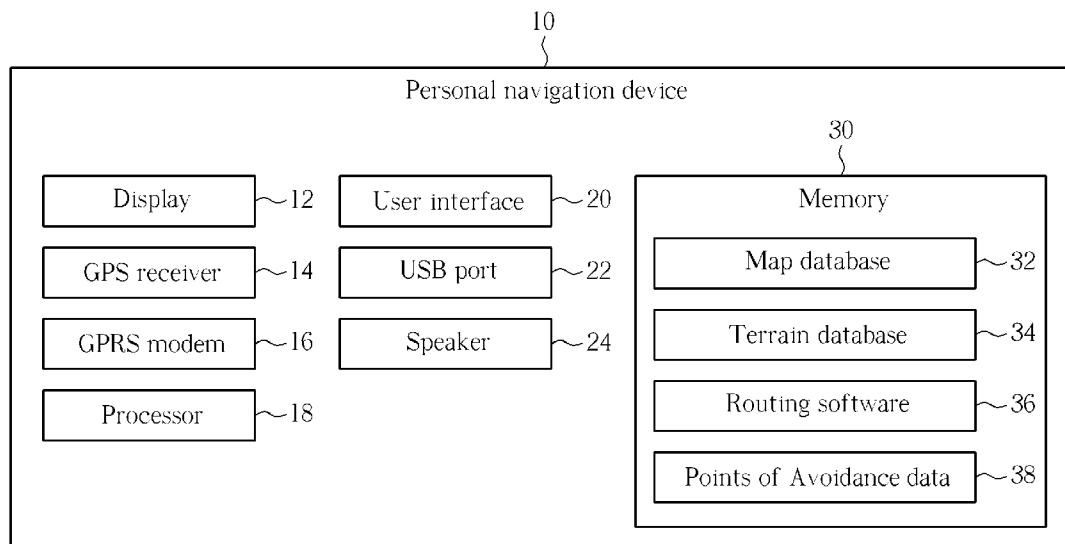 10
Personal navigation device
30
Display 12
User interface 20
Memory
GPS receiver 14
USB port 22
Map database 32
GPRS modem 16
Speaker 24
Terrain database 34
Processor 18
Routing software 36
Points of Avoidance data 38